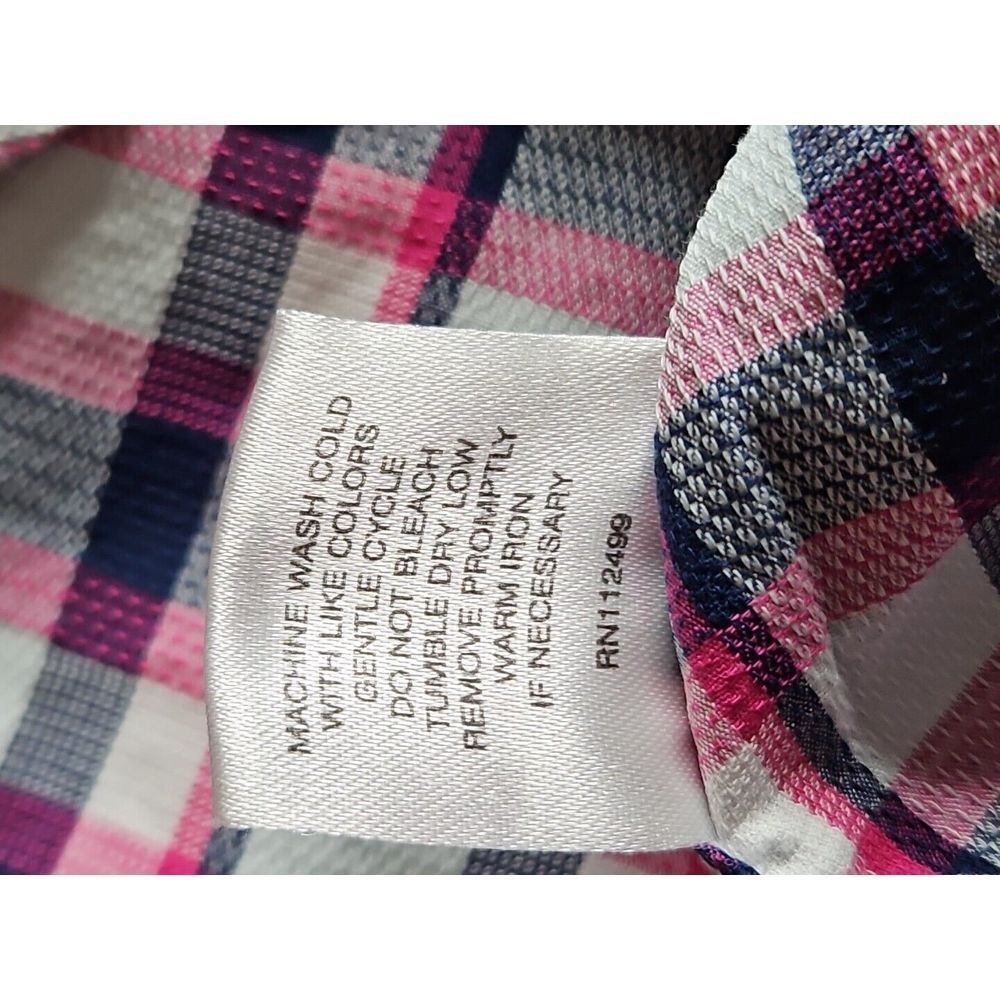 MACHINE WASH COLD
WITH LIKE COLORS
GENTLE CYCLE
DO NOT BLEACH
TUMBLE DRY LOW
REMOVE PROMPTLY
WARM IRON
IF NECESSARY
RN112499